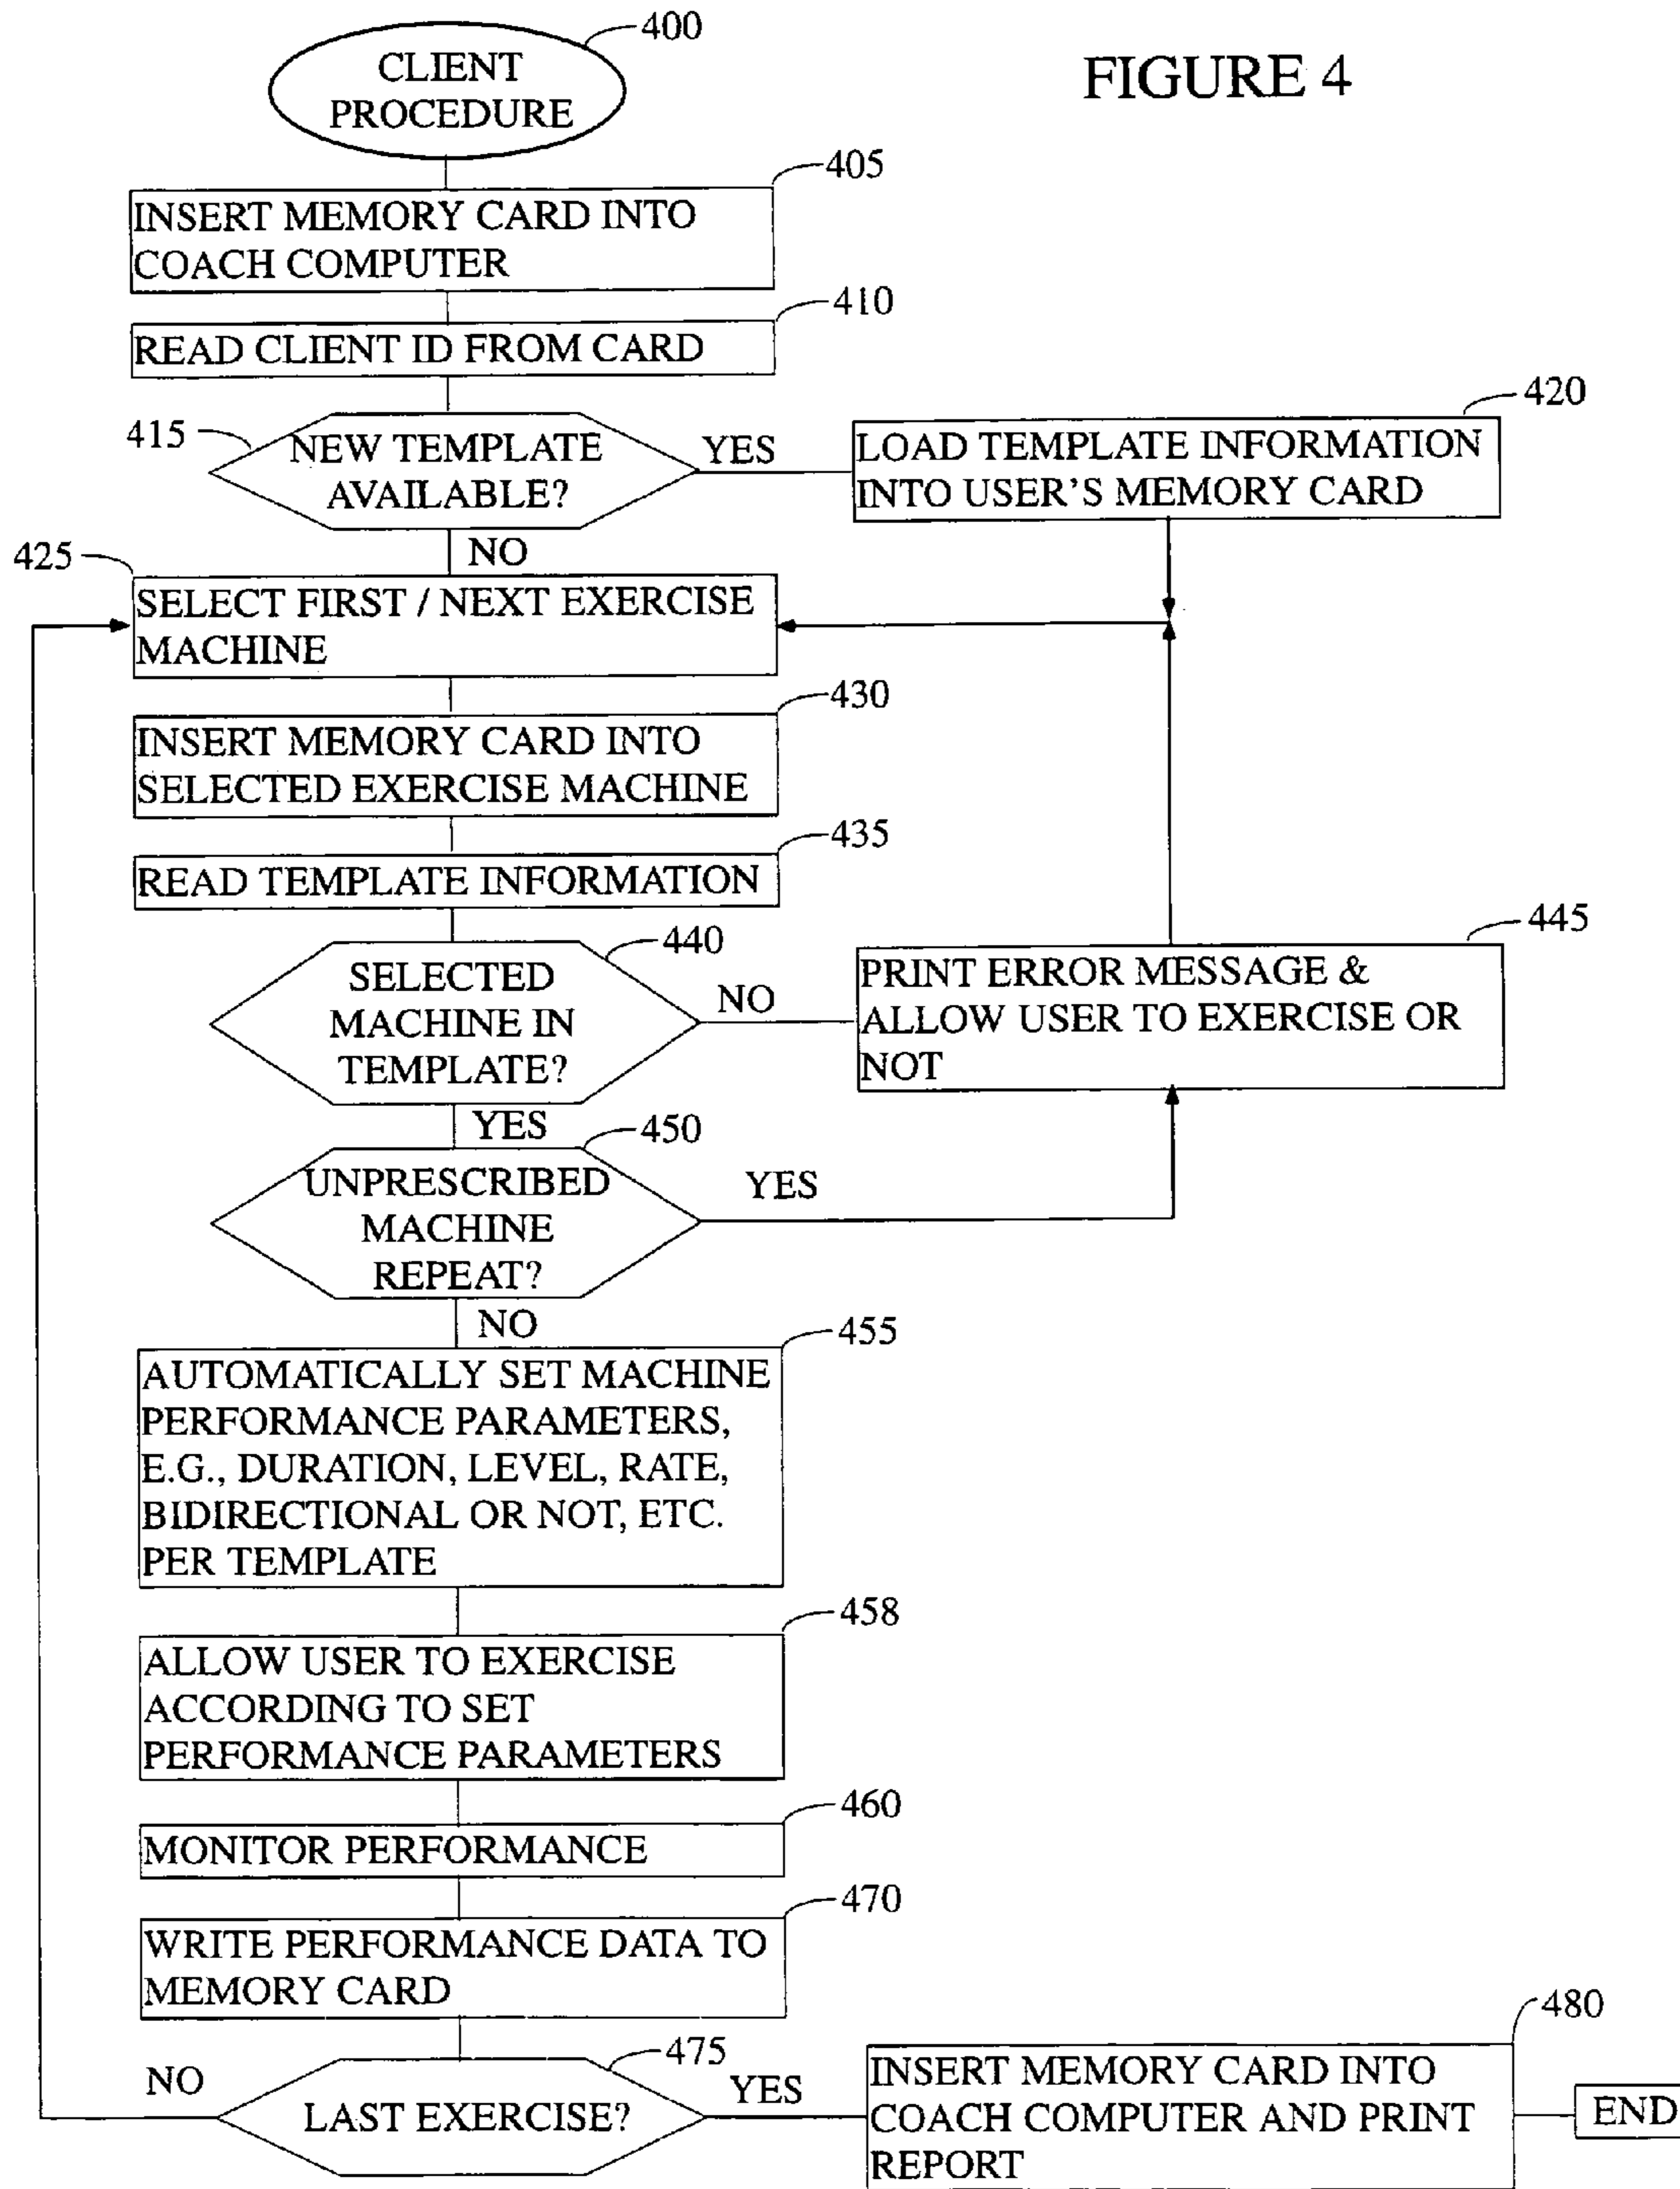 FIGURE 4
400
CLIENT
PROCEDURE
405
INSERT MEMORY CARD INTO
COACH COMPUTER
410
READ CLIENT ID FROM CARD
415
NEW TEMPLATE
AVAILABLE?
YES
NO
420
LOAD TEMPLATE INFORMATION
INTO USER'S MEMORY CARD
425
SELECT FIRST / NEXT EXERCISE
MACHINE
430
INSERT MEMORY CARD INTO
SELECTED EXERCISE MACHINE
435
READ TEMPLATE INFORMATION
440
SELECTED
MACHINE IN
TEMPLATE?
NO
YES
445
PRINT ERROR MESSAGE &
ALLOW USER TO EXERCISE OR
NOT
450
UNPRESCRIBED
MACHINE
REPEAT?
YES
NO
455
AUTOMATICALLY SET MACHINE
PERFORMANCE PARAMETERS,
E.G., DURATION, LEVEL, RATE,
BIDIRECTIONAL OR NOT, ETC.
PER TEMPLATE
458
ALLOW USER TO EXERCISE
ACCORDING TO SET
PERFORMANCE PARAMETERS
460
MONITOR PERFORMANCE
470
WRITE PERFORMANCE DATA TO
MEMORY CARD
475
NO
LAST EXERCISE?
YES
480
INSERT MEMORY CARD INTO
COACH COMPUTER AND PRINT
REPORT
END